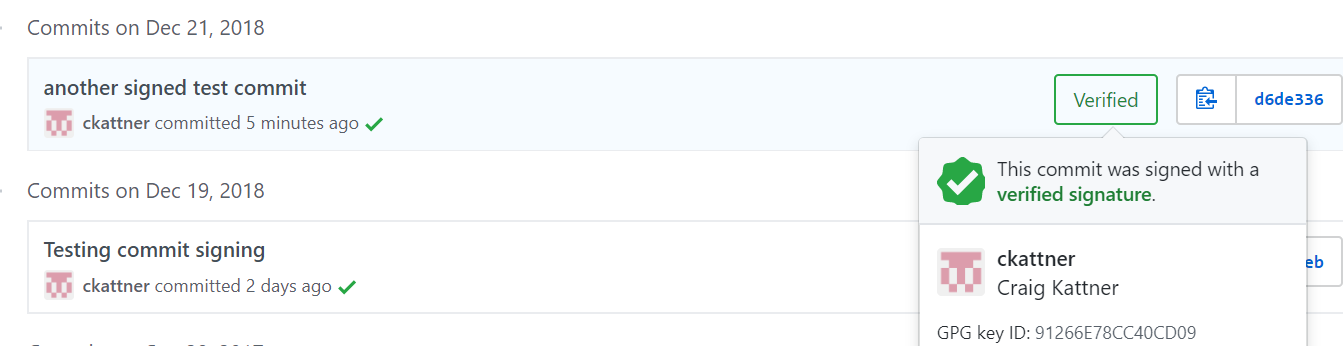 Commits on Dec 21, 2018
another signed test commit
ckattner committed 5 minutes ago
Verified
d6de336
This commit was signed with a
verified signature.
Commits on Dec 19, 2018
Testing commit signing
ckattner committed 2 days ago
eb
ckattner
Craig Kattner
GPG key ID: 91266E78CC40CD09